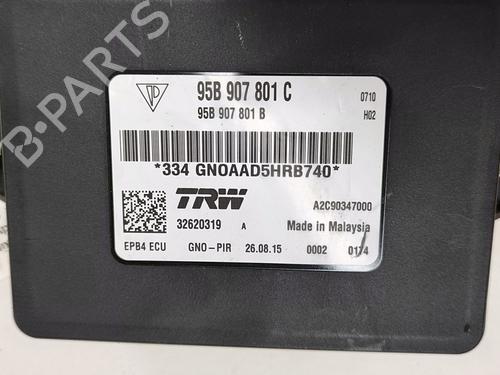 95B 907 801 C
0710
95B 907 801 B
H02
*334 GNOAAD5HRB740*
TRW
A2C90347000
32620319 A
Made in Malaysia
EPB4 ECU GNO-PIR 26.08.15 0002 0174
B-PARTS